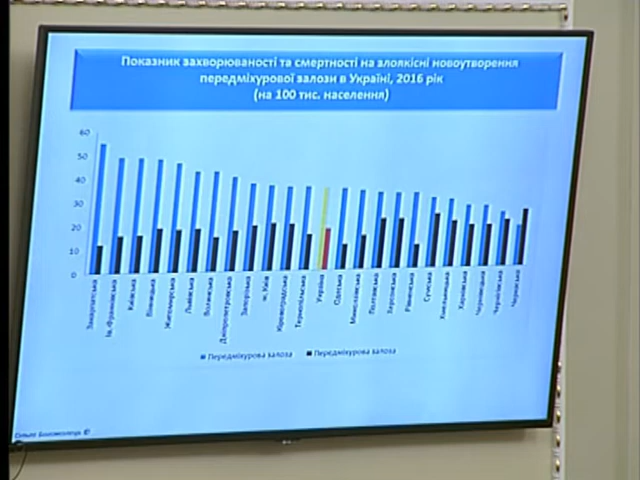 Показник захворюваності та смертності на злоякісні новоутворення
передміхурової залози в Україні, 2016 рік
(на 100 тис. населення)
60
50
40
30
20
10
0
Закарпатська
Ів.-Франківська
Київська
Вінницька
Житомирська
Львівська
Волинська
Дніпропетровська
Запорізька
м. Київ
Кіровоградська
Тернопільська
Україна
Одеська
Миколаївська
Полтавська
Херсонська
Рівненська
Сумська
Хмельницька
Харківська
Чернівецька
Чернігівська
Черкаська
Передміхурова залоза
Передміхурова залоза
Ольга Богомолець ©